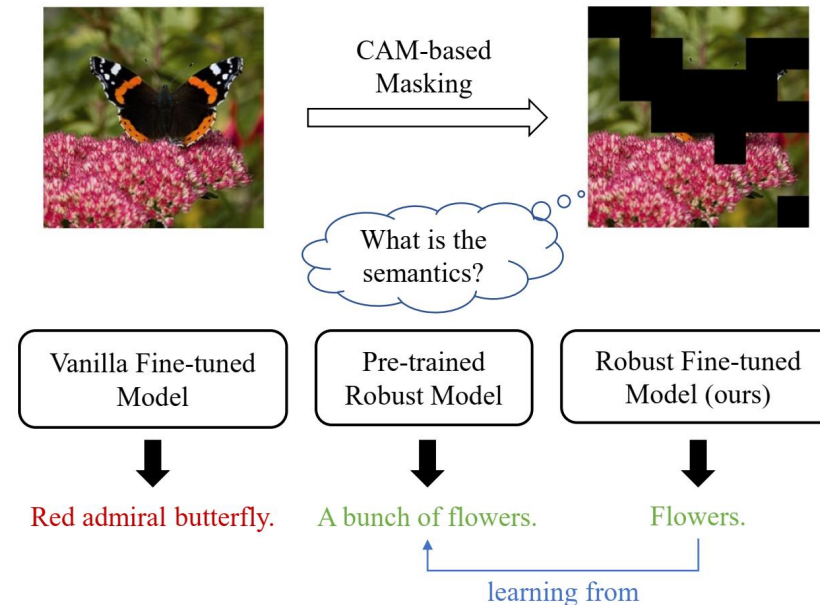 CAM-based
Masking
What is the
semantics?
Vanilla Fine-tuned
Model
Pre-trained
Robust Model
Robust Fine-tuned
Model (ours)
Red admiral butterfly.
A bunch of flowers.
Flowers.
learning from